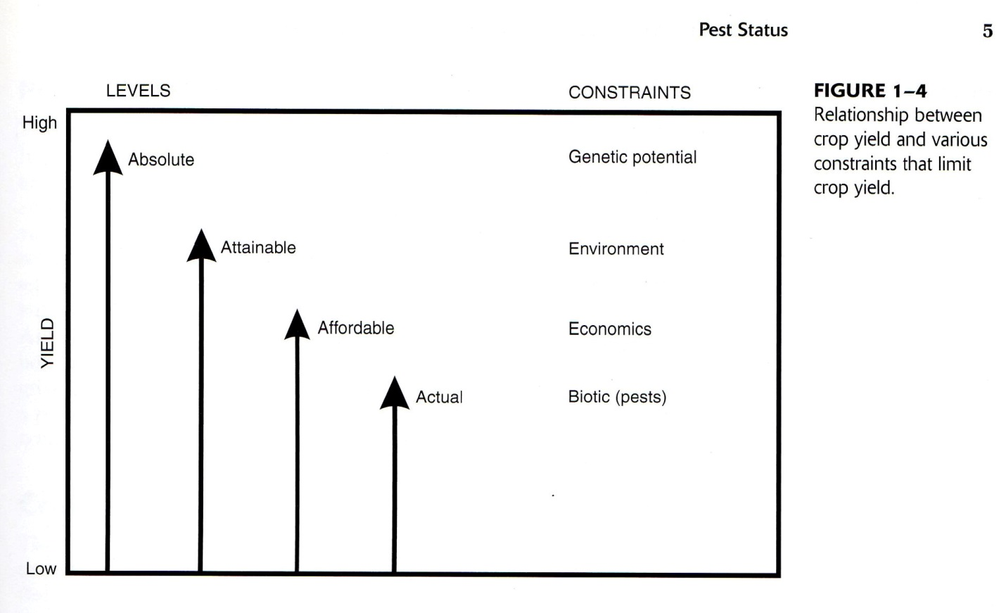 Pest Status 5
LEVELS
CONSTRAINTS
FIGURE 1–4
Relationship between
crop yield and various
constraints that limit
crop yield.
High
Absolute
Genetic potential
Attainable
Environment
Affordable
Economics
Actual
Biotic (pests)
YIELD
Low